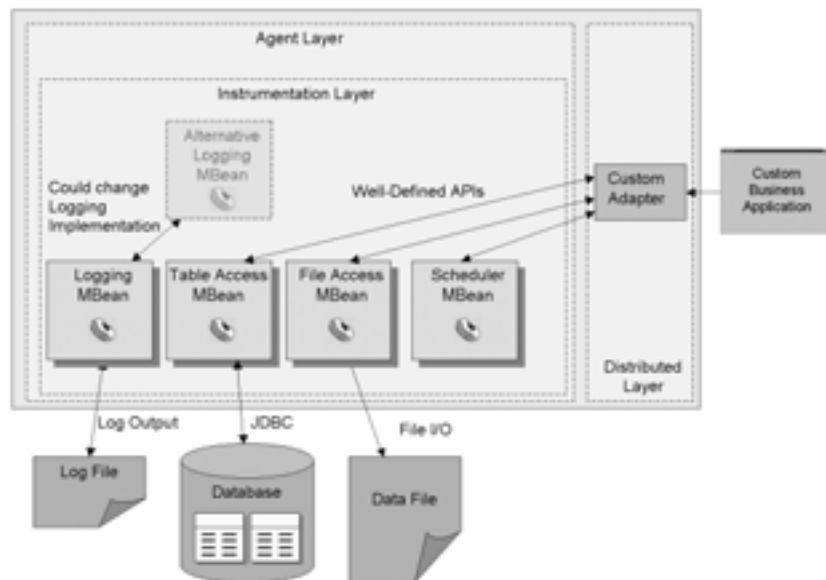 Agent Layer
Instrumentation Layer
Alternative
Logging
MBean
Could change
Logging
Implementation
Well-Defined APIs
Custom
Adapter
Custom
Business
Application
Logging
MBean
Table Access
MBean
File Access
MBean
Scheduler
MBean
Distributed
Layer
Log Output
JDBC
File I/O
Log File
Database
Data File